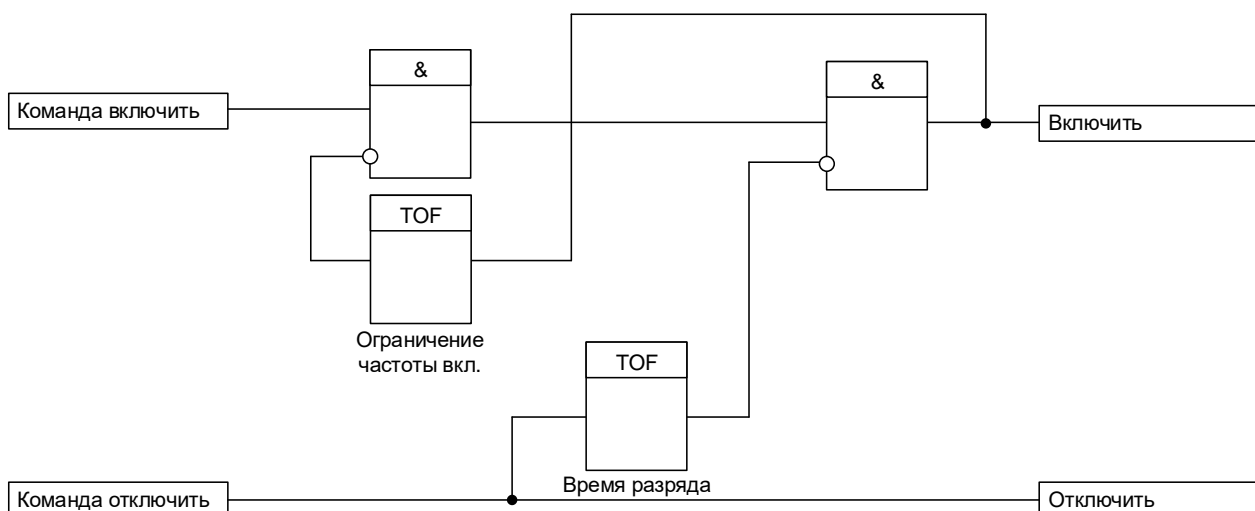 &
&
Команда включить
Включить
TOF
Ограничение
частоты вкл.
TOF
Время разряда
Команда отключить
Отключить